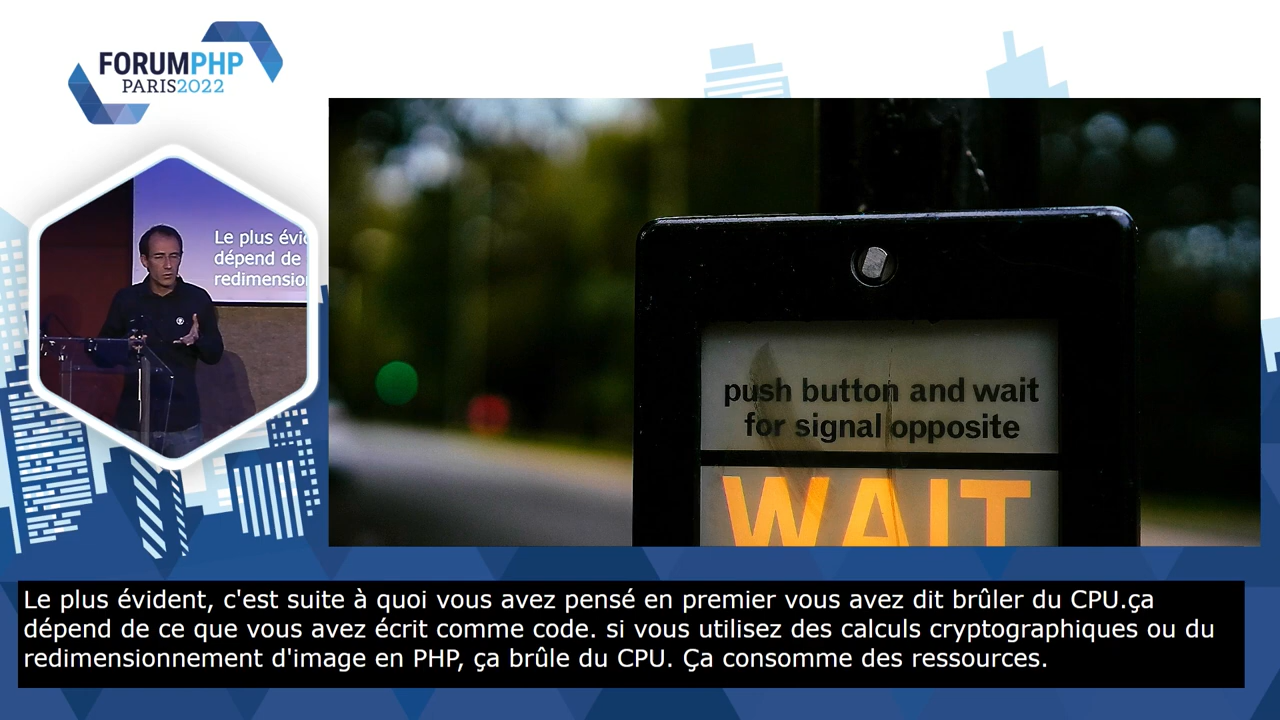 FORUMPHP
PARIS2022
Le plus évi
dépend de
redimension
push button and wait
for signal opposite
WAIT
Le plus évident, c'est suite à quoi vous avez pensé en premier vous avez dit brûler du CPU.ça
dépend de ce que vous avez écrit comme code. si vous utilisez des calculs cryptographiques ou du
redimensionnement d'image en PHP, ça brûle du CPU. Ça consomme des ressources.